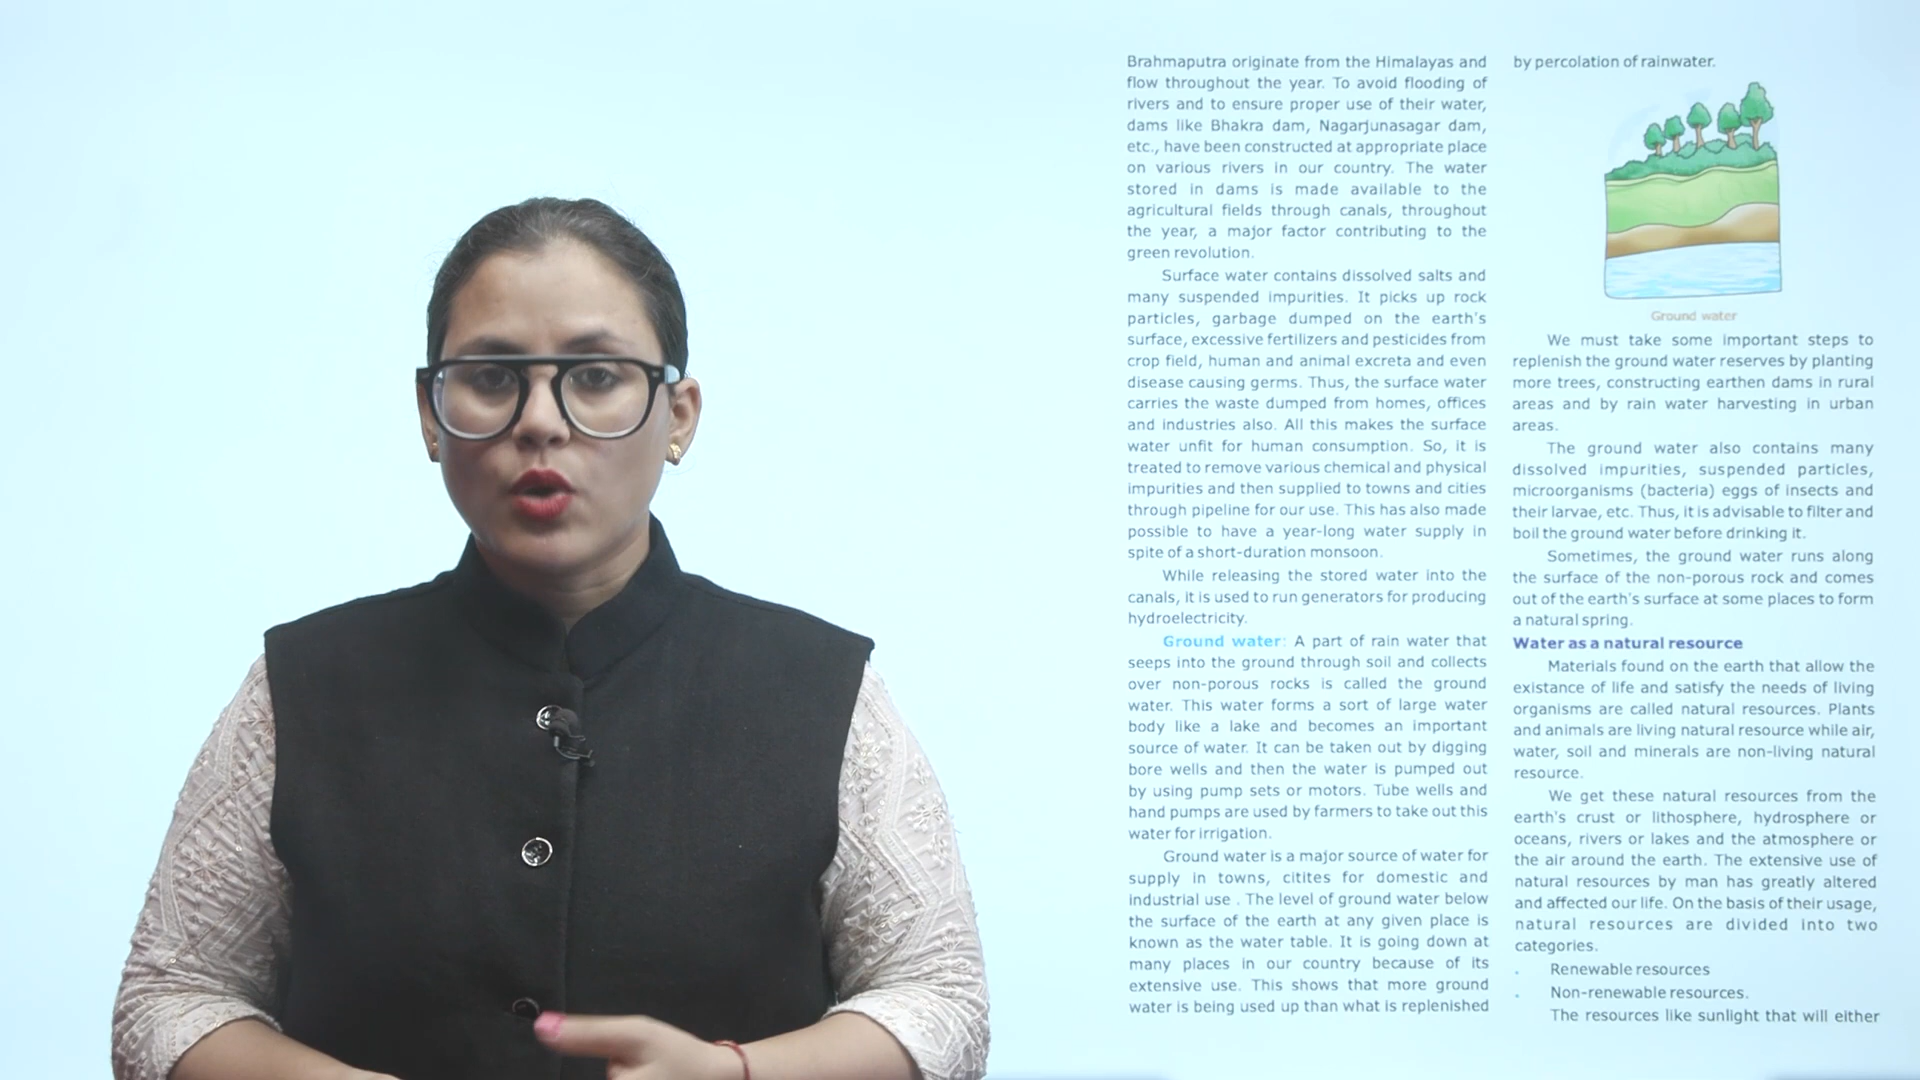 Brahmaputra originate from the Himalayas and
flow throughout the year. To avoid flooding of
rivers and to ensure proper use of their water,
dams like Bhakra dam, Nagarjunasagar dam,
etc., have been constructed at appropriate place
on various rivers in our country. The water
stored in dams is made available to the
agricultural fields through canals, throughout
the year, a major factor contributing to the
green revolution.
Surface water contains dissolved salts and
many suspended impurities. It picks up rock
particles, garbage dumped on the earth's
surface, excessive fertilizers and pesticides from
crop field, human and animal excreta and even
disease causing germs. Thus, the surface water
carries the waste dumped from homes, offices
and industries also. All this makes the surface
water unfit for human consumption. So, it is
treated to remove various chemical and physical
impurities and then supplied to towns and cities
through pipeline for our use. This has also made
possible to have a year-long water supply in
spite of a short-duration monsoon.
While releasing the stored water into the
canals, it is used to run generators for producing
hydroelectricity.
Ground water: A part of rain water that
seeps into the ground through soil and collects
over non-porous rocks is called the ground
water. This water forms a sort of large water
body like a lake and becomes an important
source of water. It can be taken out by digging
bore wells and then the water is pumped out
by using pump sets or motors. Tube wells and
hand pumps are used by farmers to take out this
water for irrigation.
Ground water is a major source of water for
supply in towns, citites for domestic and
industrial use . The level of ground water below
the surface of the earth at any given place is
known as the water table. It is going down at
many places in our country because of its
extensive use. This shows that more ground
water is being used up than what is replenished
by percolation of rainwater.
Ground water
We must take some important steps to
replenish the ground water reserves by planting
more trees, constructing earthen dams in rural
areas and by rain water harvesting in urban
areas.
The ground water also contains many
dissolved impurities, suspended particles,
microorganisms (bacteria) eggs of insects and
their larvae, etc. Thus, it is advisable to filter and
boil the ground water before drinking it.
Sometimes, the ground water runs along
the surface of the non-porous rock and comes
out of the earth's surface at some places to form
a natural spring.
Water as a natural resource
Materials found on the earth that allow the
existance of life and satisfy the needs of living
organisms are called natural resources. Plants
and animals are living natural resource while air,
water, soil and minerals are non-living natural
resource.
We get these natural resources from the
earth's crust or lithosphere, hydrosphere or
oceans, rivers or lakes and the atmosphere or
the air around the earth. The extensive use of
natural resources by man has greatly altered
and affected our life. On the basis of their usage,
natural resources are divided into two
categories.
. Renewable resources
. Non-renewable resources.
The resources like sunlight that will either